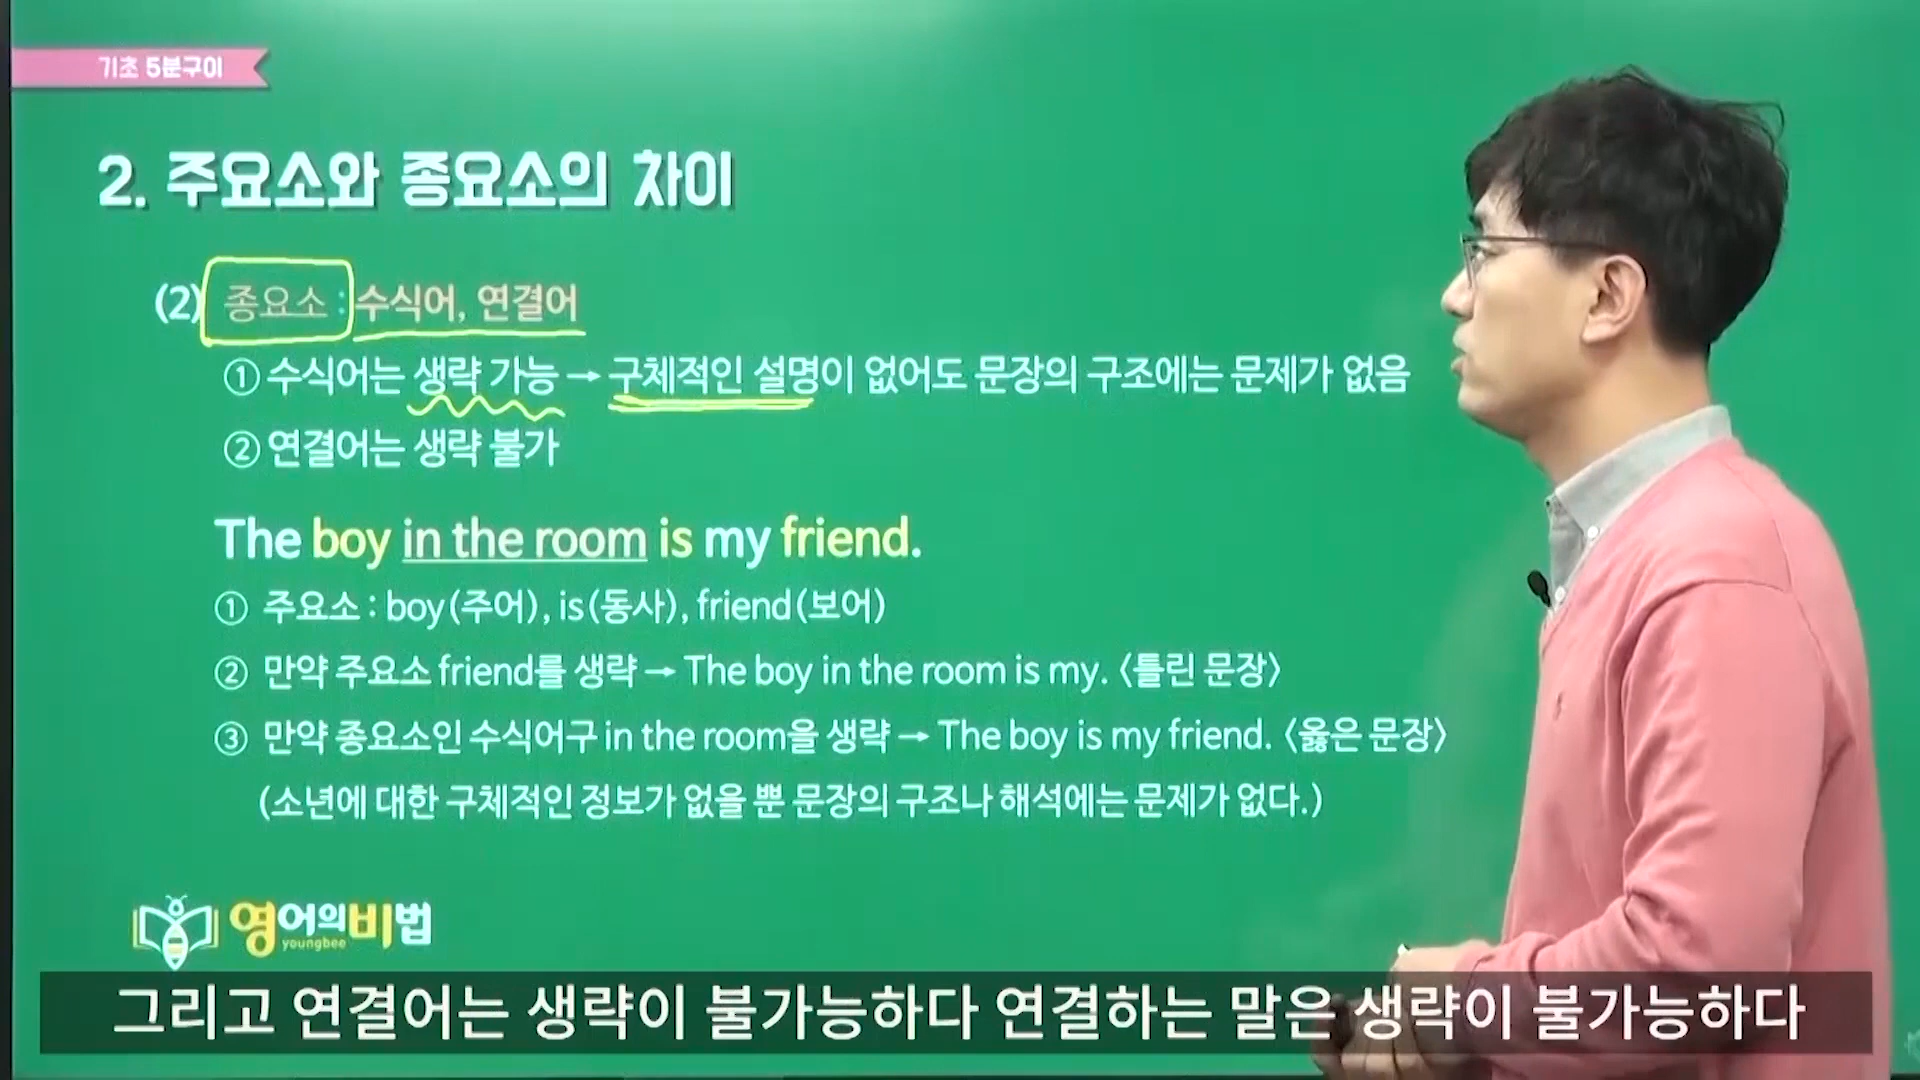 기초 5분구이
2. 주요소와 종요소의 차이
(2) 종요소 : 수식어, 연결어
① 수식어는 생략 가능 → 구체적인 설명이 없어도 문장의 구조에는 문제가 없음
② 연결어는 생략 불가
The boy in the room is my friend.
① 주요소 : boy(주어), is(동사), friend(보어)
② 만약 주요소 friend를 생략 → The boy in the room is my. <틀린 문장>
③ 만약 종요소인 수식어구 in the room을 생략 → The boy is my friend. <옳은 문장>
(소년에 대한 구체적인 정보가 없을 뿐 문장의 구조나 해석에는 문제가 없다.)
영어의비법
youngbee
그리고 연결어는 생략이 불가능하다 연결하는 말은 생략이 불가능하다